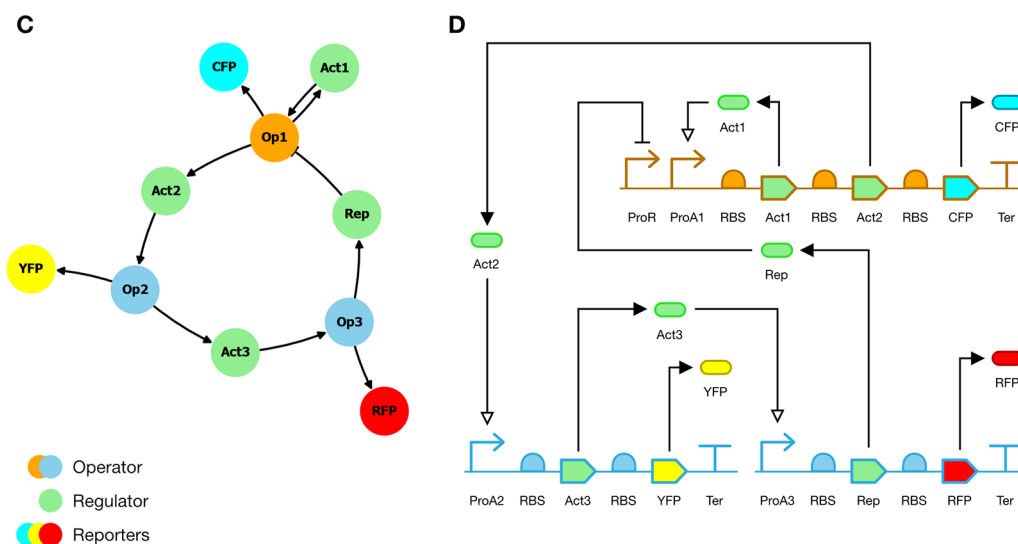 C
CFP
Act1
Op1
Act2
Rep
YFP
Op2
Op3
Act3
RFP
Operator
Regulator
Reporters
D
Act1
CFP
ProR ProA1 RBS Act1 RBS Act2 RBS CFP Ter
Act2
Rep
Act3
YFP
RFP
ProA2 RBS Act3 RBS YFP Ter ProA3 RBS Rep RBS RFP Ter